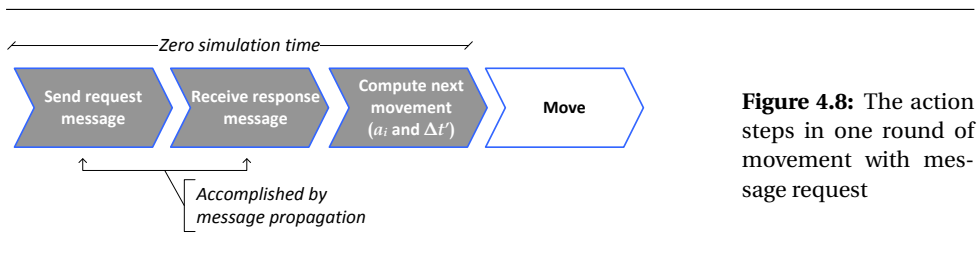 Zero simulation time
Send request
message
Receive response
message
Compute next
movement
(aᵢ and Δt′)
Move
Accomplished by
message propagation
Figure 4.8: The action
steps in one round of
movement with mes-
sage request